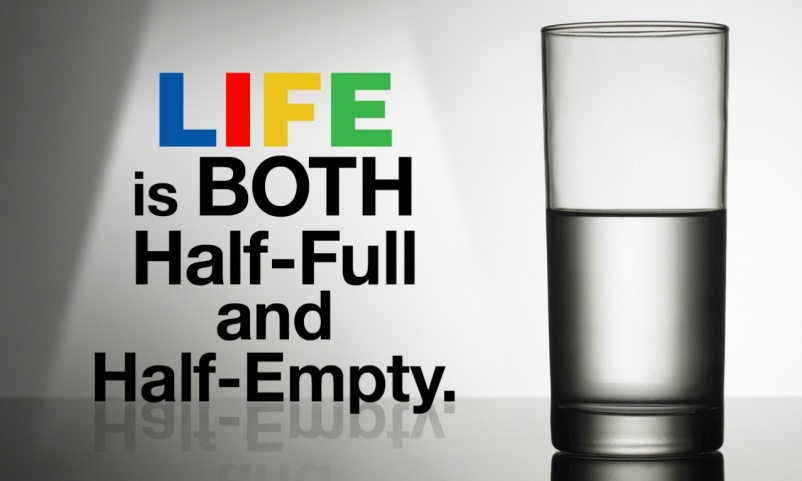 LIFE
is BOTH
Half-Full
and
Half-Empty.